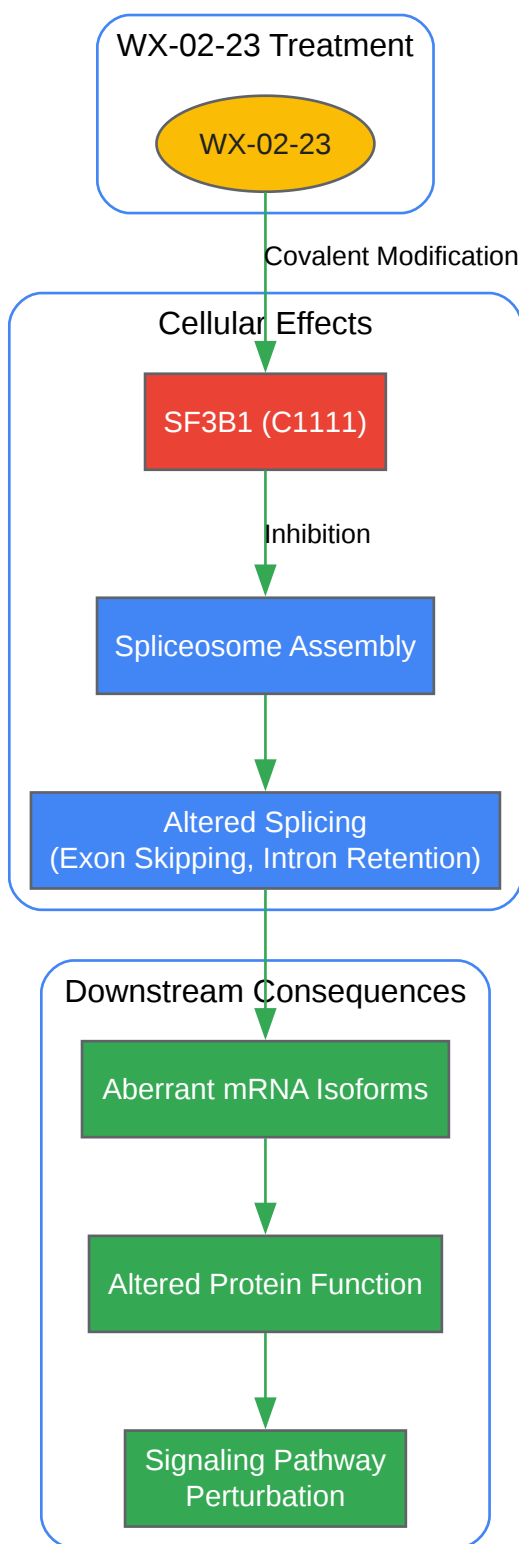 WX-02-23 Treatment
WX-02-23
Covalent Modification
Cellular Effects
SF3B1 (C1111)
Inhibition
Spliceosome Assembly
Altered Splicing
(Exon Skipping, Intron Retention)
Downstream Consequences
Aberrant mRNA Isoforms
Altered Protein Function
Signaling Pathway
Perturbation